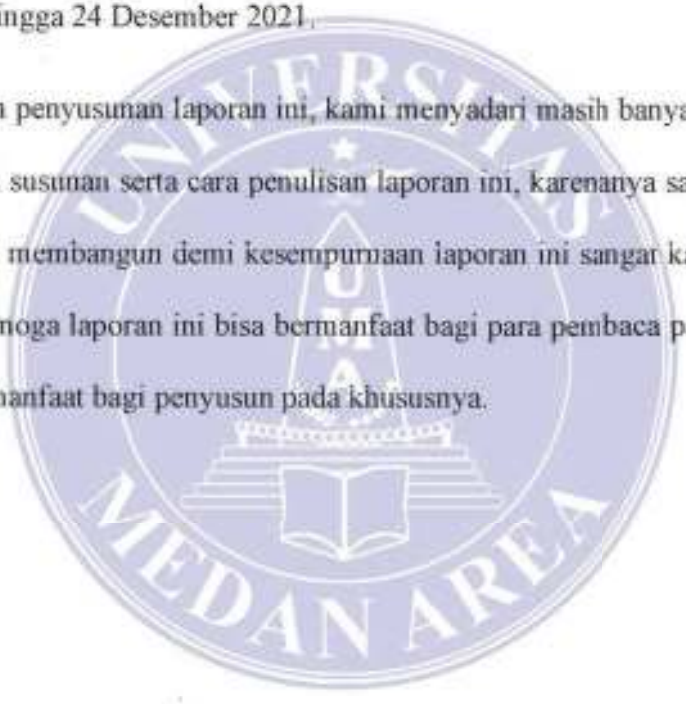 ingga 24 Desember 2021.
penyusunan laporan ini, kami menyadari masih banya
susunan serta cara penulisan laporan ini, karenanya sa
membangun demi kesempurnaan laporan ini sangat ka
noga laporan ini bisa bermanfaat bagi para pembaca p
nanfaat bagi penyusun pada khususnya.
UNIVERSITAS
UMA
MEDAN AREA